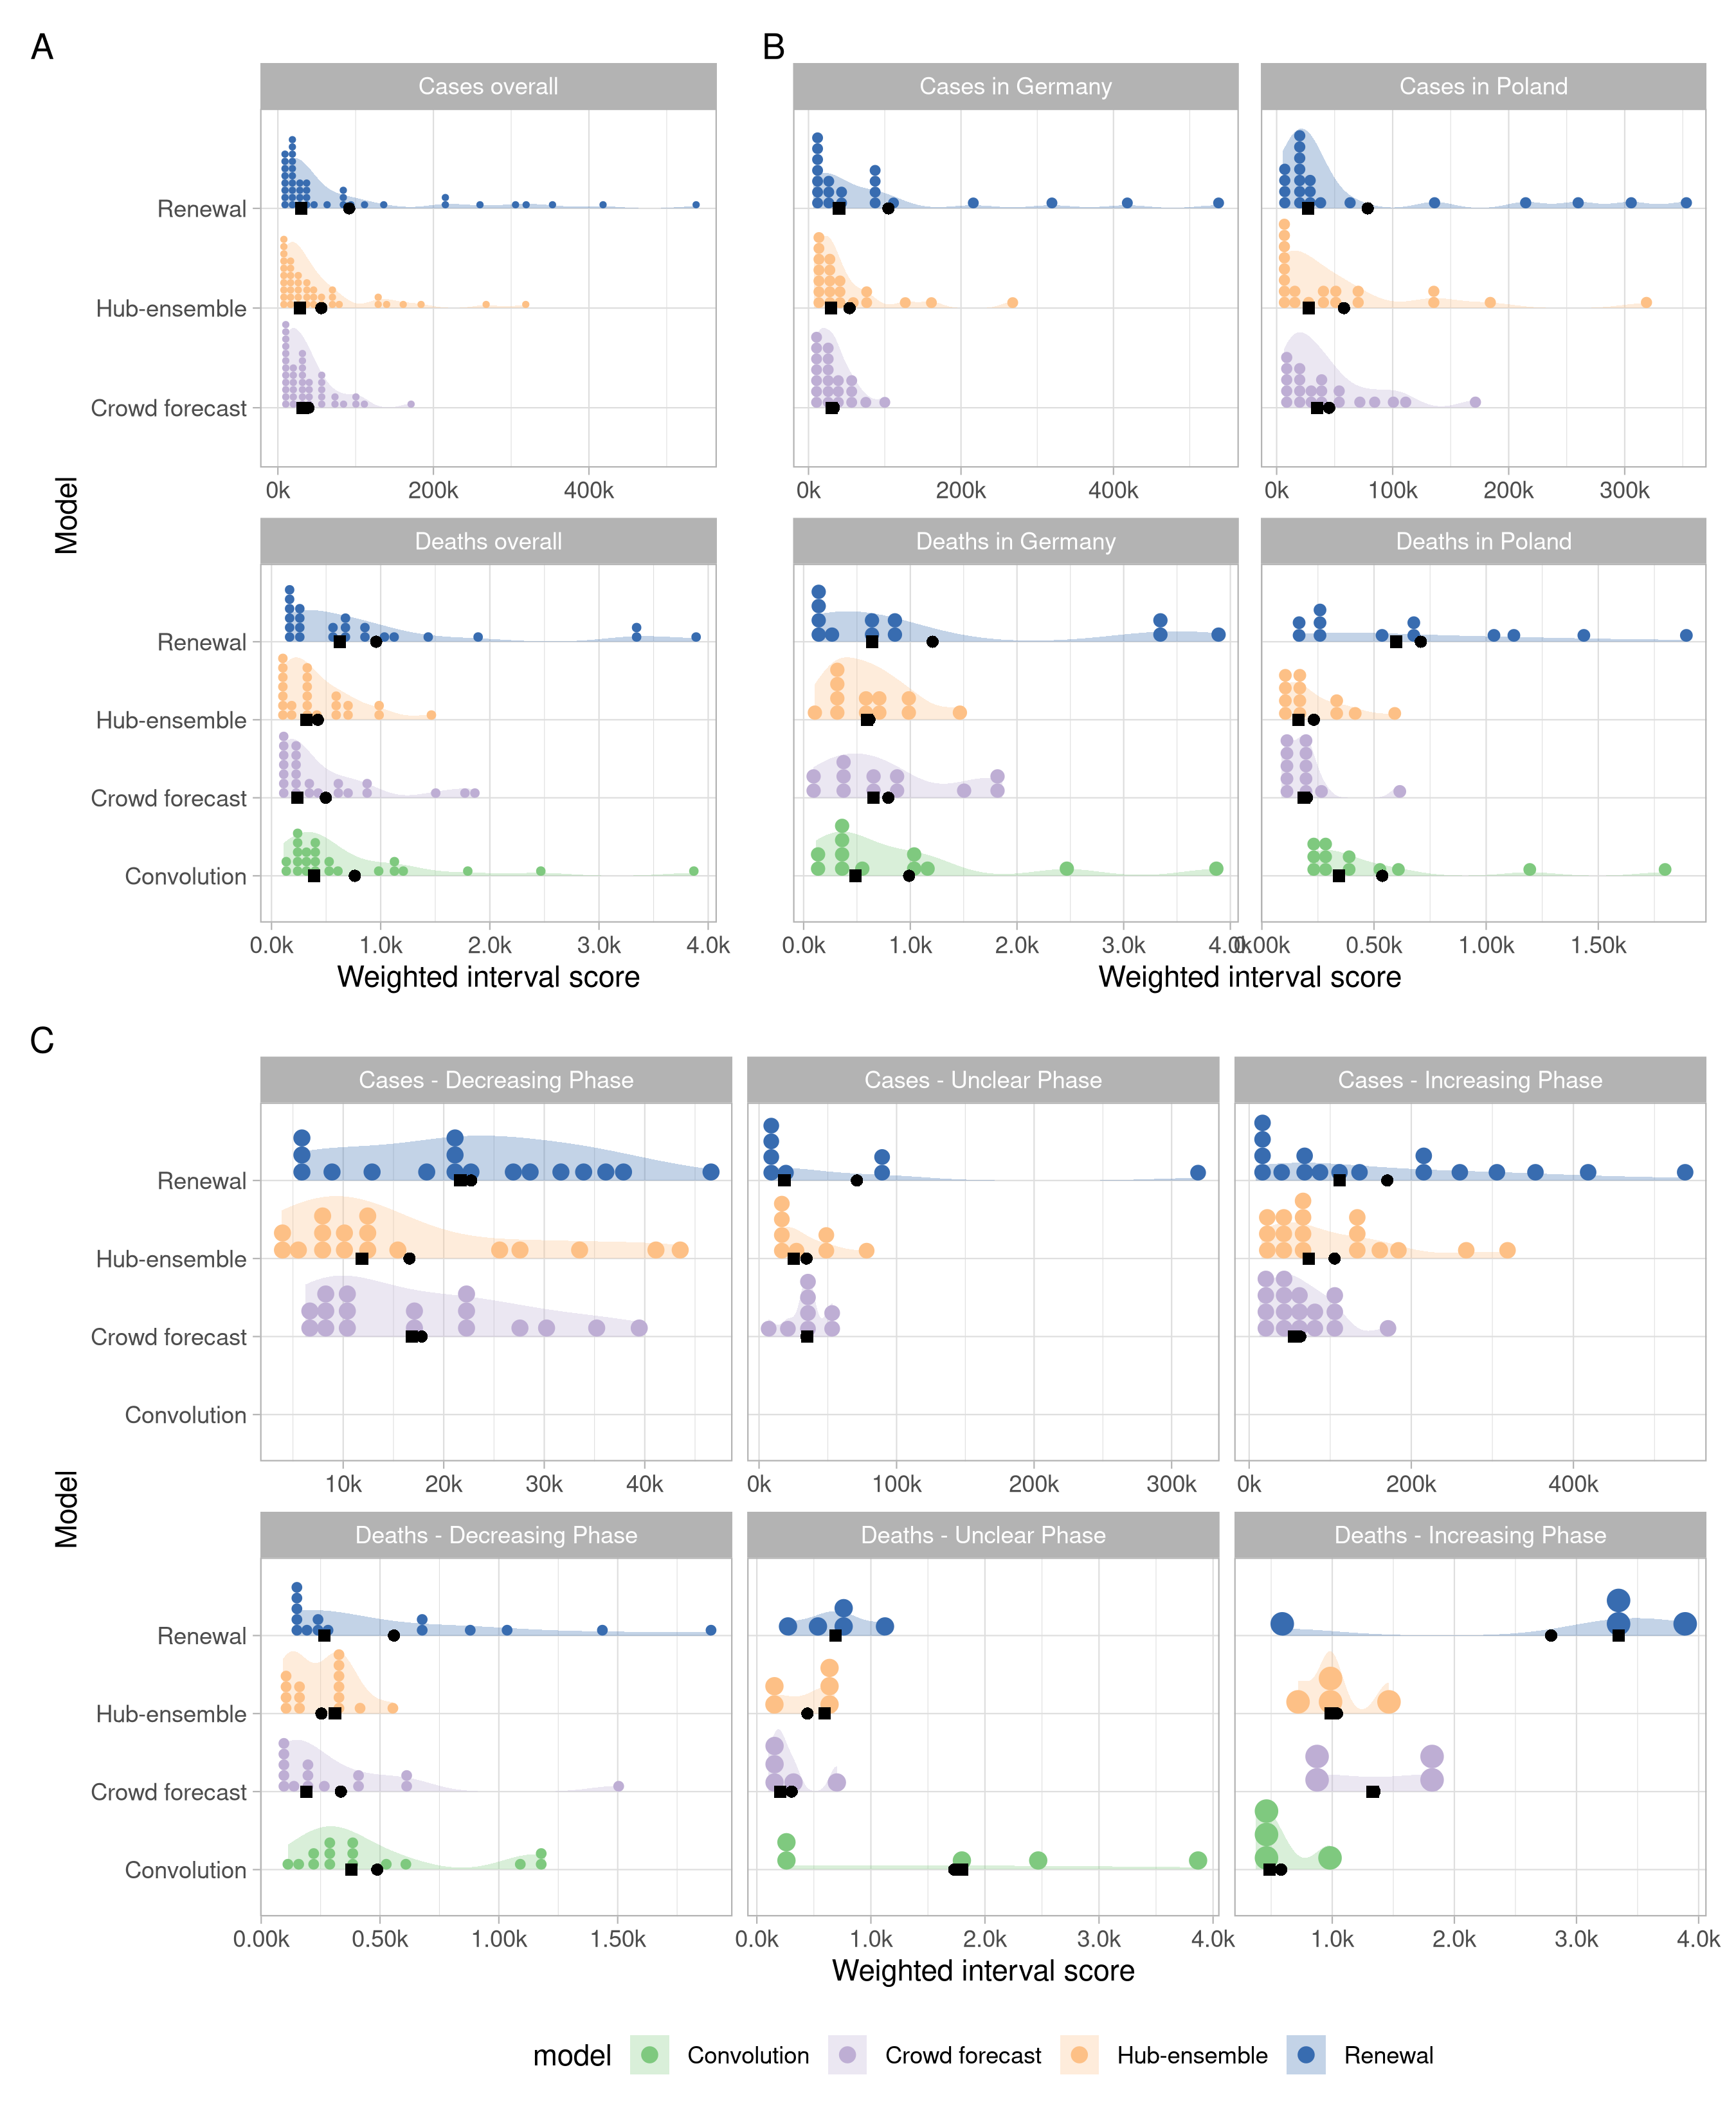 A
B
Cases overall
Cases in Germany
Cases in Poland
Renewal
Hub-ensemble
Crowd forecast
0k 200k 400k
0k 200k 400k
0k 100k 200k 300k
Model
Deaths overall
Deaths in Germany
Deaths in Poland
Renewal
Hub-ensemble
Crowd forecast
Convolution
0.0k 1.0k 2.0k 3.0k 4.0k
0.0k 1.0k 2.0k 3.0k 4.0k
0.00k 0.50k 1.00k 1.50k
Weighted interval score
Weighted interval score
C
Cases - Decreasing Phase
Cases - Unclear Phase
Cases - Increasing Phase
Renewal
Hub-ensemble
Crowd forecast
Convolution
10k 20k 30k 40k
0k 100k 200k 300k
0k 200k 400k
Model
Deaths - Decreasing Phase
Deaths - Unclear Phase
Deaths - Increasing Phase
Renewal
Hub-ensemble
Crowd forecast
Convolution
0.00k 0.50k 1.00k 1.50k
0.0k 1.0k 2.0k 3.0k 4.0k
1.0k 2.0k 3.0k 4.0k
Weighted interval score
model Convolution Crowd forecast Hub-ensemble Renewal